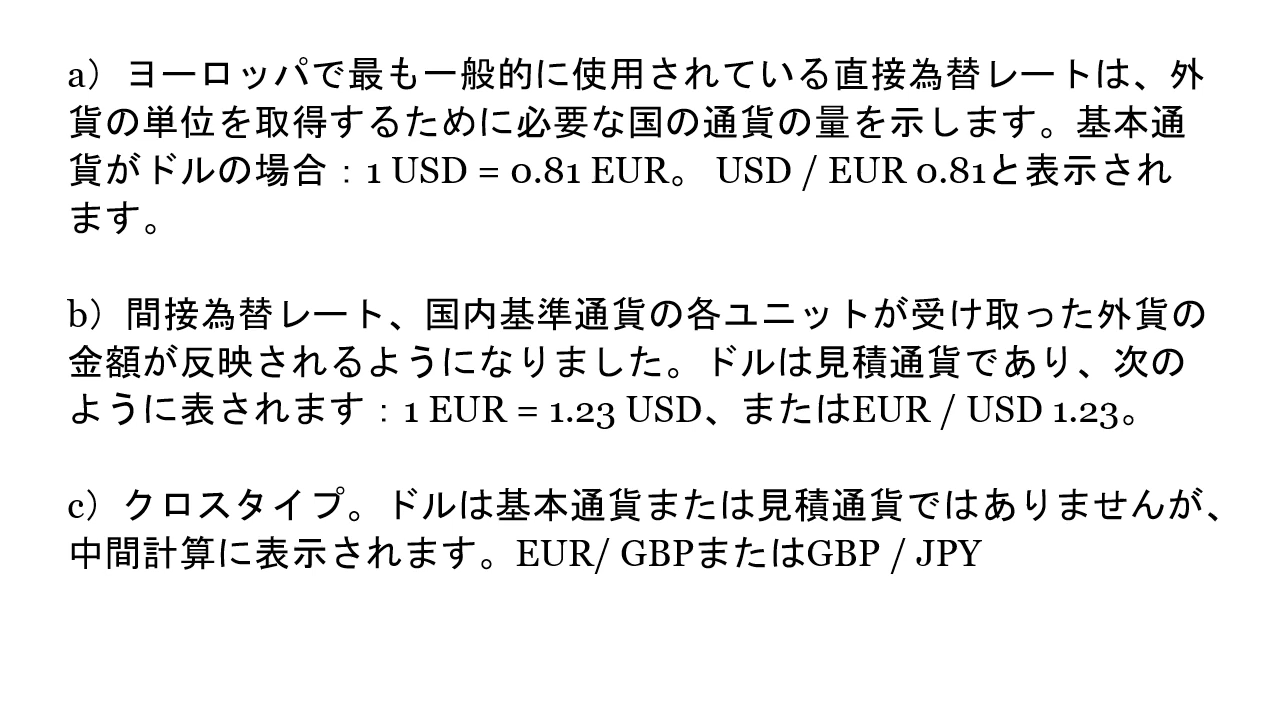 a）ヨーロッパで最も一般的に使用されている直接為替レートは、外
貨の単位を取得するために必要な国の通貨の量を示します。基本通
貨がドルの場合：1 USD = 0.81 EUR。 USD / EUR 0.81と表示され
ます。
b）間接為替レート、国内基準通貨の各ユニットが受け取った外貨の
金額が反映されるようになりました。ドルは見積通貨であり、次の
ように表されます：1 EUR = 1.23 USD、またはEUR / USD 1.23。
c）クロスタイプ。ドルは基本通貨または見積通貨ではありませんが、
中間計算に表示されます。EUR/ GBPまたはGBP / JPY